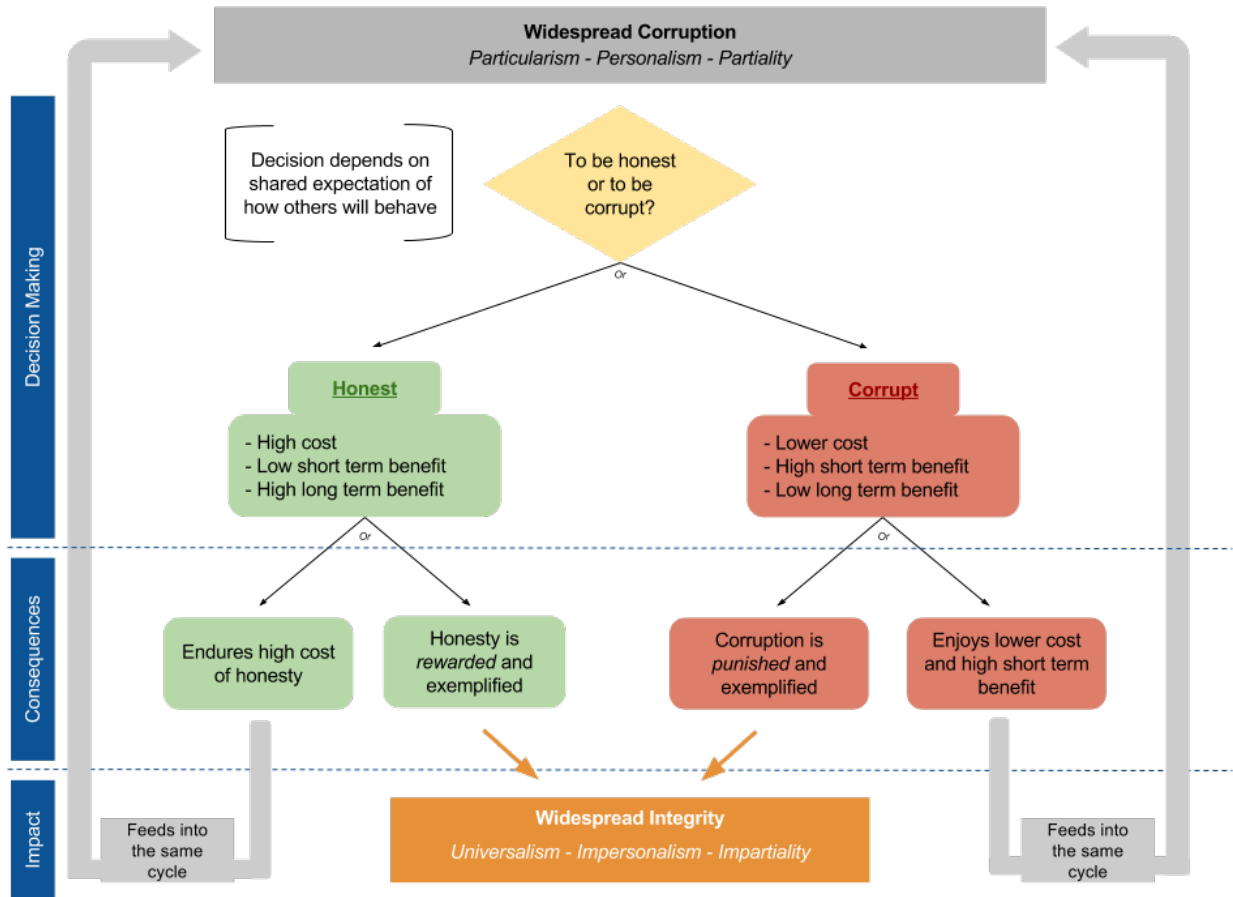 Widespread Corruption
Particularism - Personalism - Partiality
Decision Making
Decision depends on
shared expectation of
how others will behave
To be honest
or to be
corrupt?
Or
Honest
- High cost
- Low short term benefit
- High long term benefit
Corrupt
- Lower cost
- High short term benefit
- Low long term benefit
Or
Or
Consequences
Endures high cost
of honesty
Honesty is
rewarded and
exemplified
Corruption is
punished and
exemplified
Enjoys lower cost
and high short term
benefit
Impact
Feeds into
the same
cycle
Widespread Integrity
Universalism - Impersonalism - Impartiality
Feeds into
the same
cycle